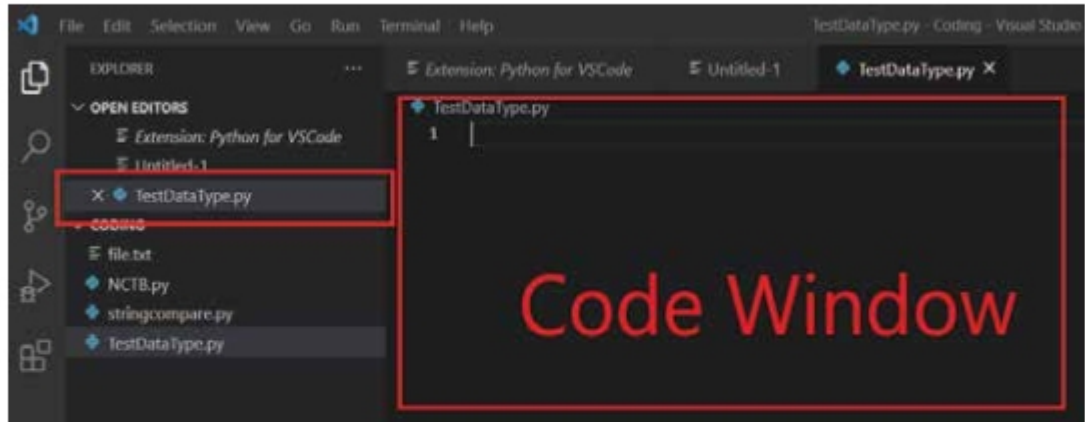 File Edit Selection View Go Run Terminal Help
TestDataType.py - Coding - Visual Studio
EXPLORER ...
OPEN EDITORS
Extension: Python for VSCode
Untitled-1
TestDataType.py
CODING
file.txt
NCTB.py
stringcompare.py
TestDataType.py
Extension: Python for VSCode
Untitled-1
TestDataType.py
TestDataType.py
1
Code Window